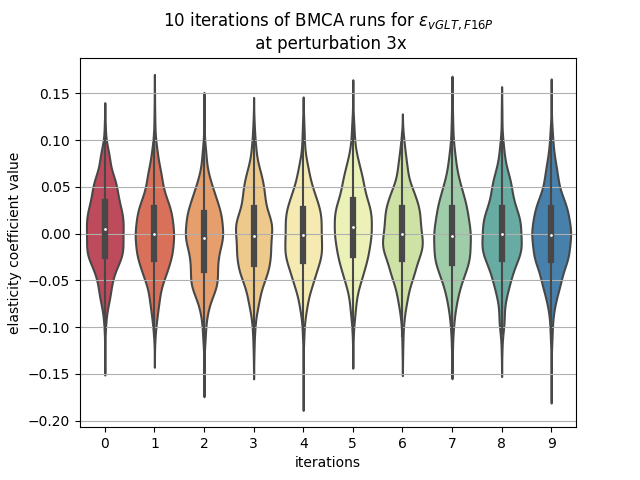 10 iterations of BMCA runs for ε_{vGLT, F16P}
at perturbation 3x
elasticity coefficient value
0.15
0.10
0.05
0.00
−0.05
−0.10
−0.15
−0.20
0 1 2 3 4 5 6 7 8 9
iterations